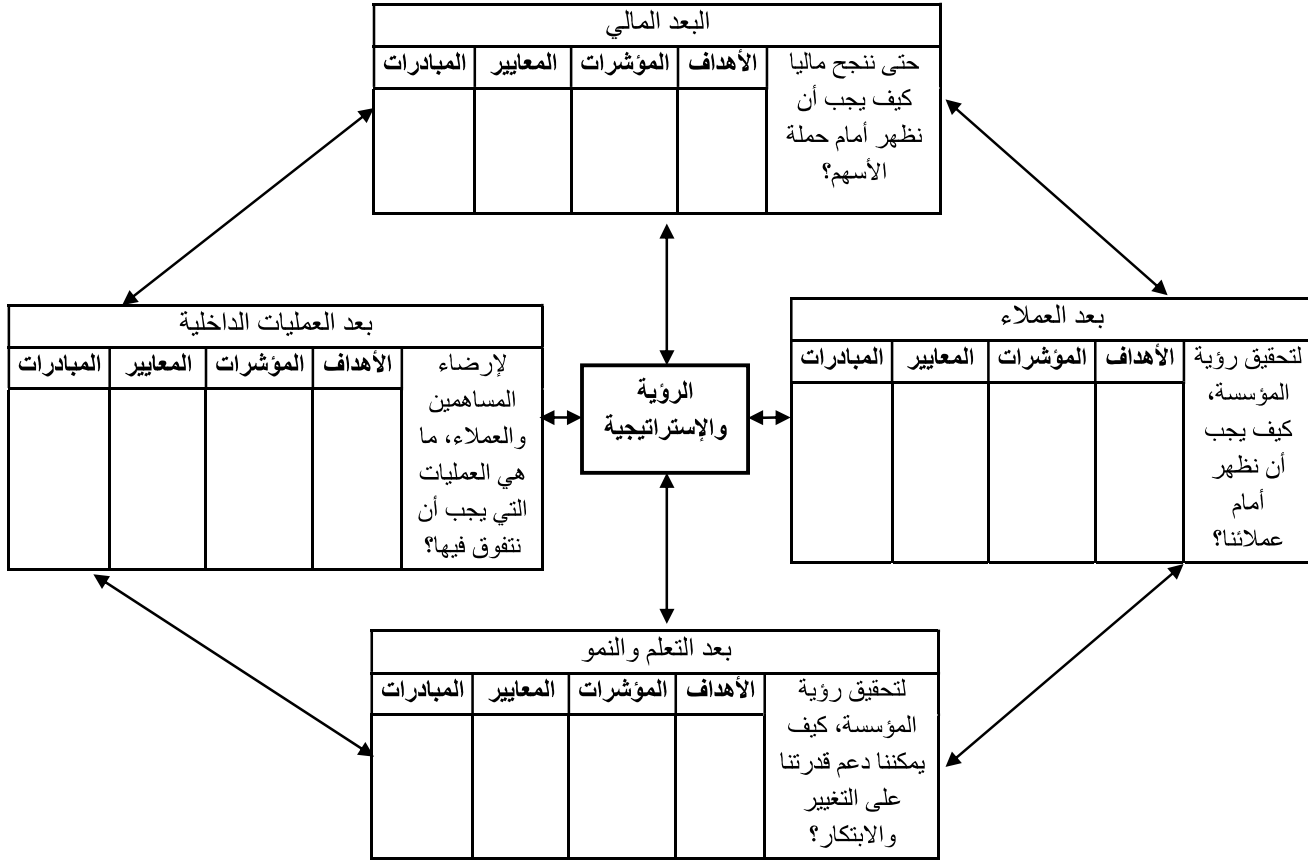 البعد المالي
حتى ننجح ماليا
كيف يجب أن
نظهر أمام حملة
الأسهم؟
الأهداف
المؤشرات
المعايير
المبادرات
بعد العملاء
لتحقيق رؤية
المؤسسة،
كيف يجب
أن نظهر
أمام
عملائنا؟
الأهداف
المؤشرات
المعايير
المبادرات
الرؤية
والإستراتيجية
بعد العمليات الداخلية
لإرضاء
المساهمين
والعملاء، ما
هي العمليات
التي يجب أن
نتفوق فيها؟
الأهداف
المؤشرات
المعايير
المبادرات
بعد التعلم والنمو
لتحقيق رؤية
المؤسسة، كيف
يمكننا دعم قدرتنا
على التغيير
والابتكار؟
الأهداف
المؤشرات
المعايير
المبادرات